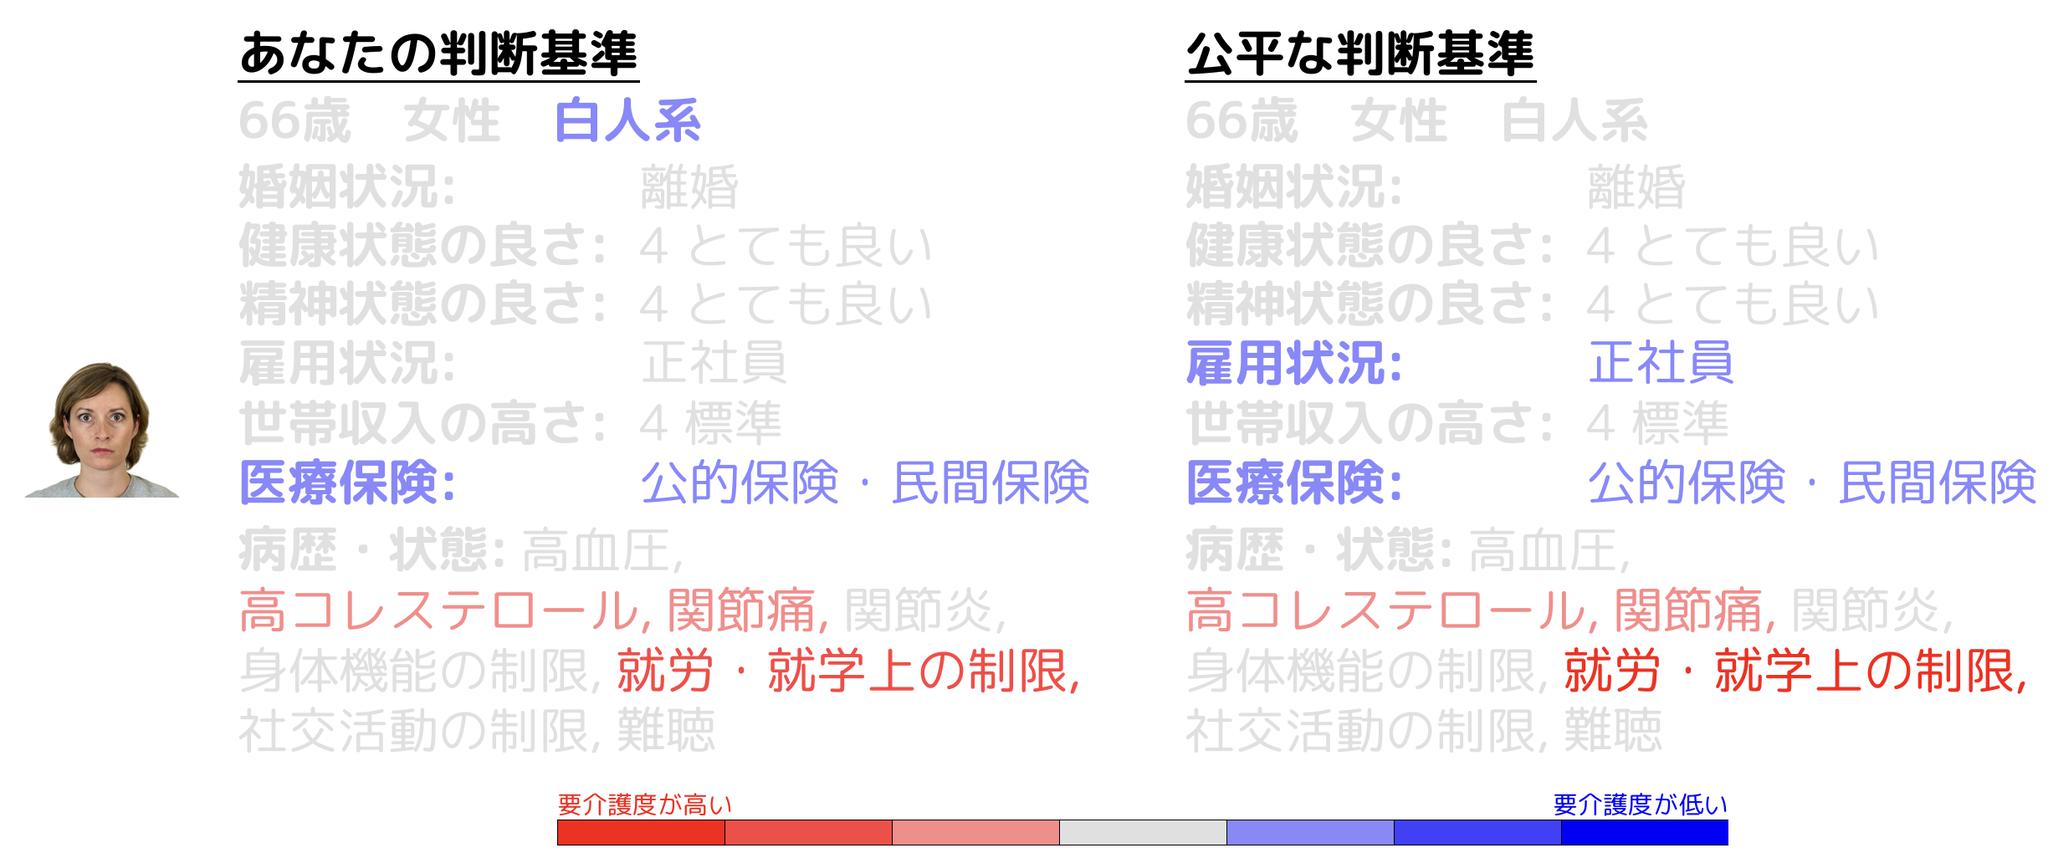 あなたの判断基準
66歳　女性　白人系
婚姻状況: 離婚
健康状態の良さ: 4 とても良い
精神状態の良さ: 4 とても良い
雇用状況: 正社員
世帯収入の高さ: 4 標準
医療保険: 公的保険・民間保険
病歴・状態: 高血圧,
高コレステロール, 関節痛, 関節炎,
身体機能の制限, 就労・就学上の制限,
社交活動の制限, 難聴
公平な判断基準
66歳　女性　白人系
婚姻状況: 離婚
健康状態の良さ: 4 とても良い
精神状態の良さ: 4 とても良い
雇用状況: 正社員
世帯収入の高さ: 4 標準
医療保険: 公的保険・民間保険
病歴・状態: 高血圧,
高コレステロール, 関節痛, 関節炎,
身体機能の制限, 就労・就学上の制限,
社交活動の制限, 難聴
要介護度が高い
要介護度が低い